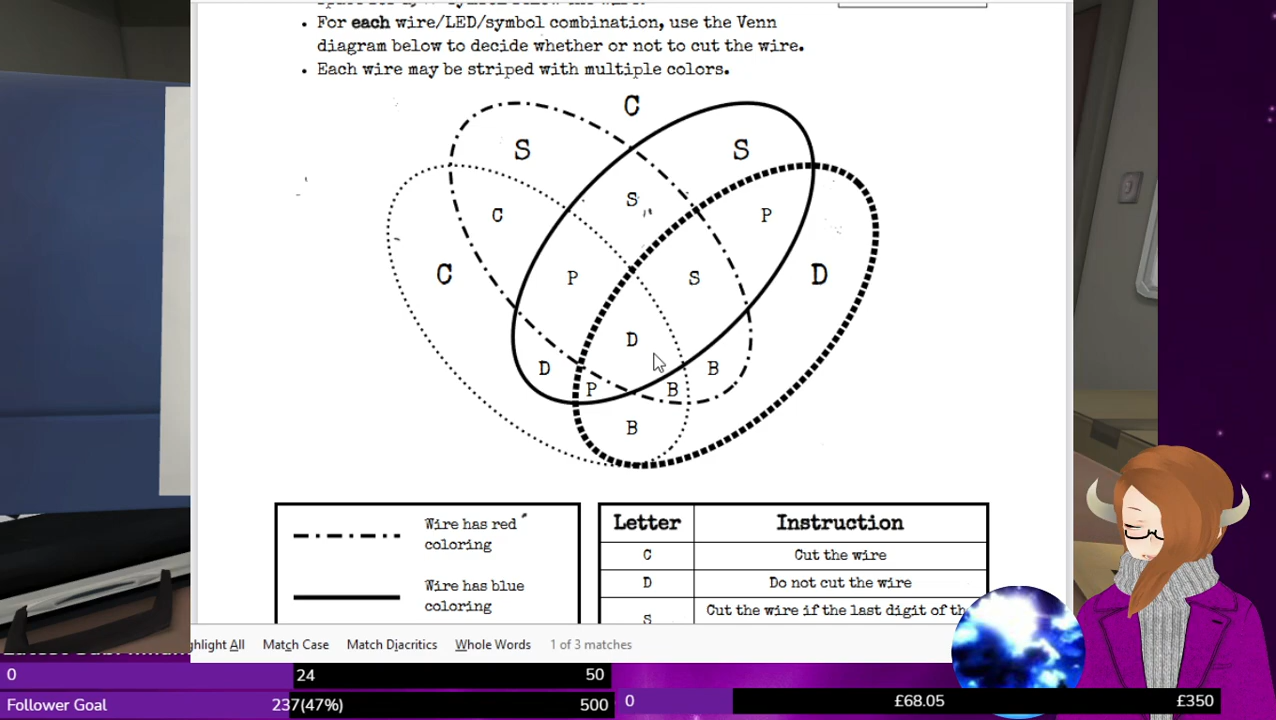 For each wire/LED/symbol combination, use the Venn
diagram below to decide whether or not to cut the wire.
Each wire may be striped with multiple colors.
C
S
S
S
C
P
C
P
S
D
D
D
B
P
B
B
Wire has red
coloring
Wire has blue
coloring
Letter Instruction
C Cut the wire
D Do not cut the wire
S Cut the wire if the last digit of th
ghlight All Match Case Match Diacritics Whole Words 1 of 3 matches
0 24 50
Follower Goal 237(47%) 500
0 £68.05 £350